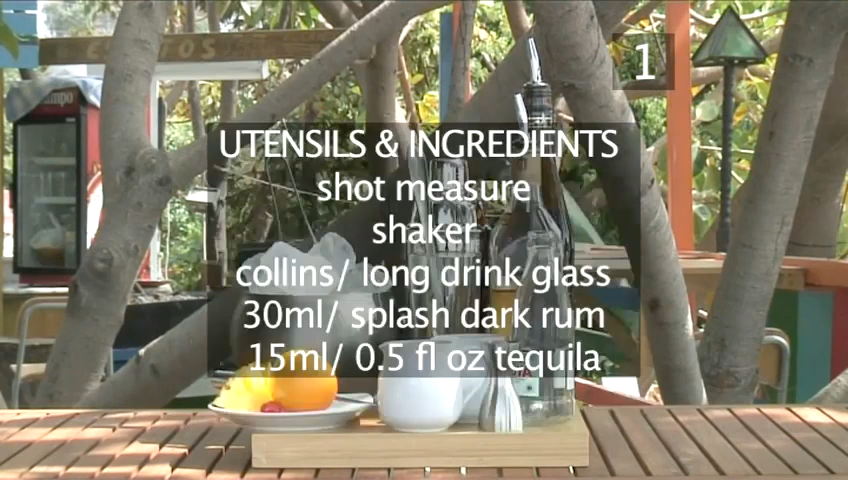 1
UTENSILS & INGREDIENTS
shot measure
shaker
collins/ long drink glass
30ml/ splash dark rum
15ml/ 0.5 fl oz tequila